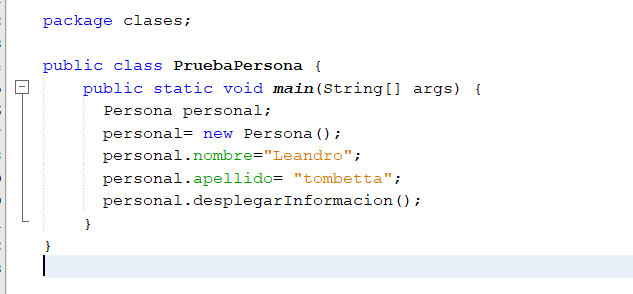 package clases;
public class PruebaPersona {
public static void main(String[] args) {
Persona personal;
personal= new Persona();
personal.nombre="Leandro";
personal.apellido= "tombetta";
personal.desplegarInformacion();
}
}